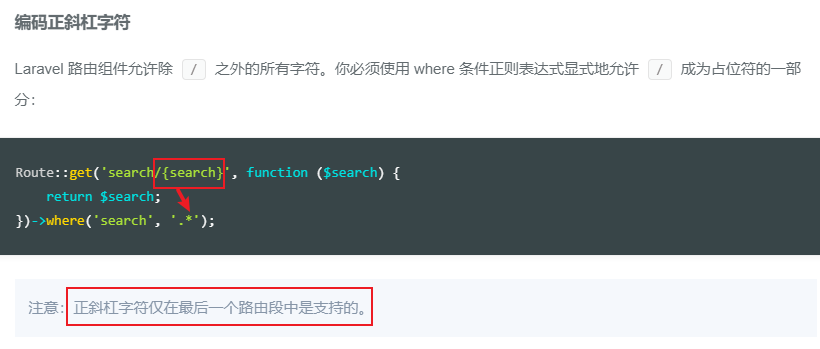 编码正斜杠字符
Laravel 路由组件允许除 / 之外的所有字符。你必须使用 where 条件正则表达式显式地允许 / 成为占位符的一部
分：
Route::get('search/{search}', function ($search) {
    return $search;
})->where('search', '.*');
注意：正斜杠字符仅在最后一个路由段中是支持的。